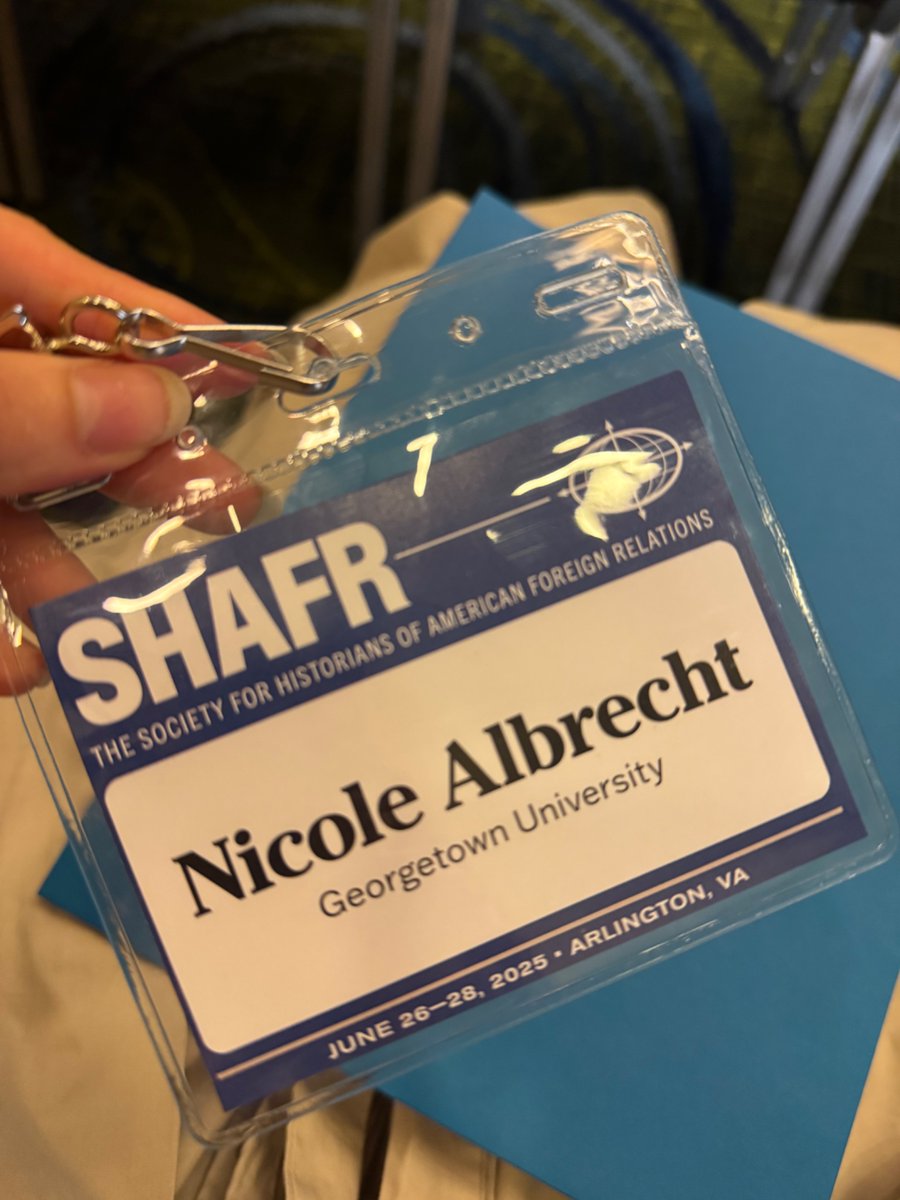 SHAFR
THE SOCIETY FOR HISTORIANS OF AMERICAN FOREIGN RELATIONS
Nicole Albrecht
Georgetown University
JUNE 26–28, 2025 • ARLINGTON, VA